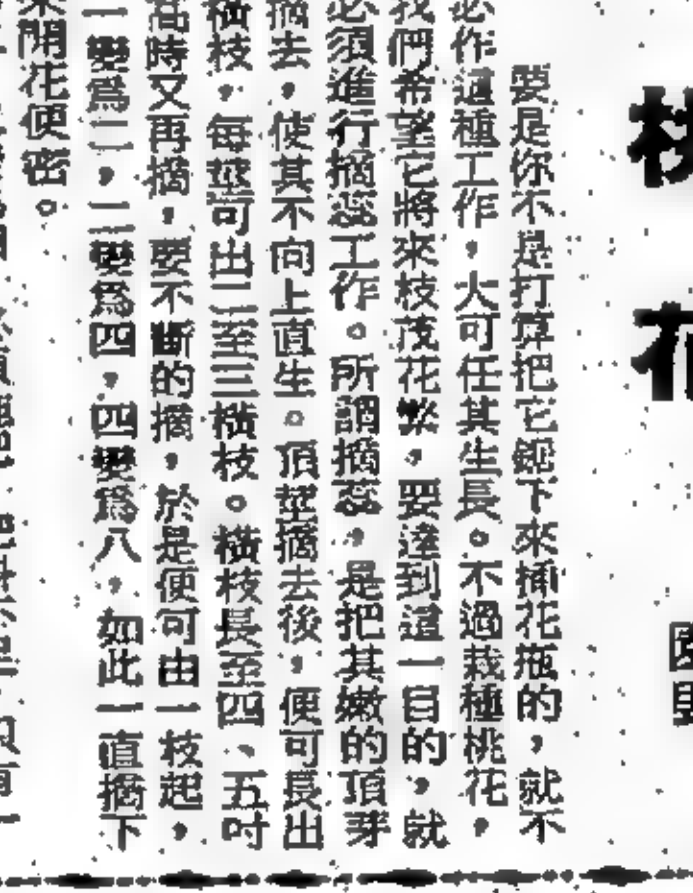 桃花
園
要是你不是打算把它鋸下來插花瓶的，就不
必作這種工作，大可任其生長。不過栽種桃花，
我們希望它將來枝茂花繁，要達到這一目的，就
必須進行摘蕊工作。所謂摘蕊，是把其嫩的頂芽
摘去，使其不向上直生。頂莖摘去後，便可長出
橫枝，每莖可出二至三橫枝。橫枝長至四、五吋
高時又再摘，要不斷的摘，於是便可由一枝起，
一變爲二，二變爲四，四變爲八，如此一直摘下
來開花便密。